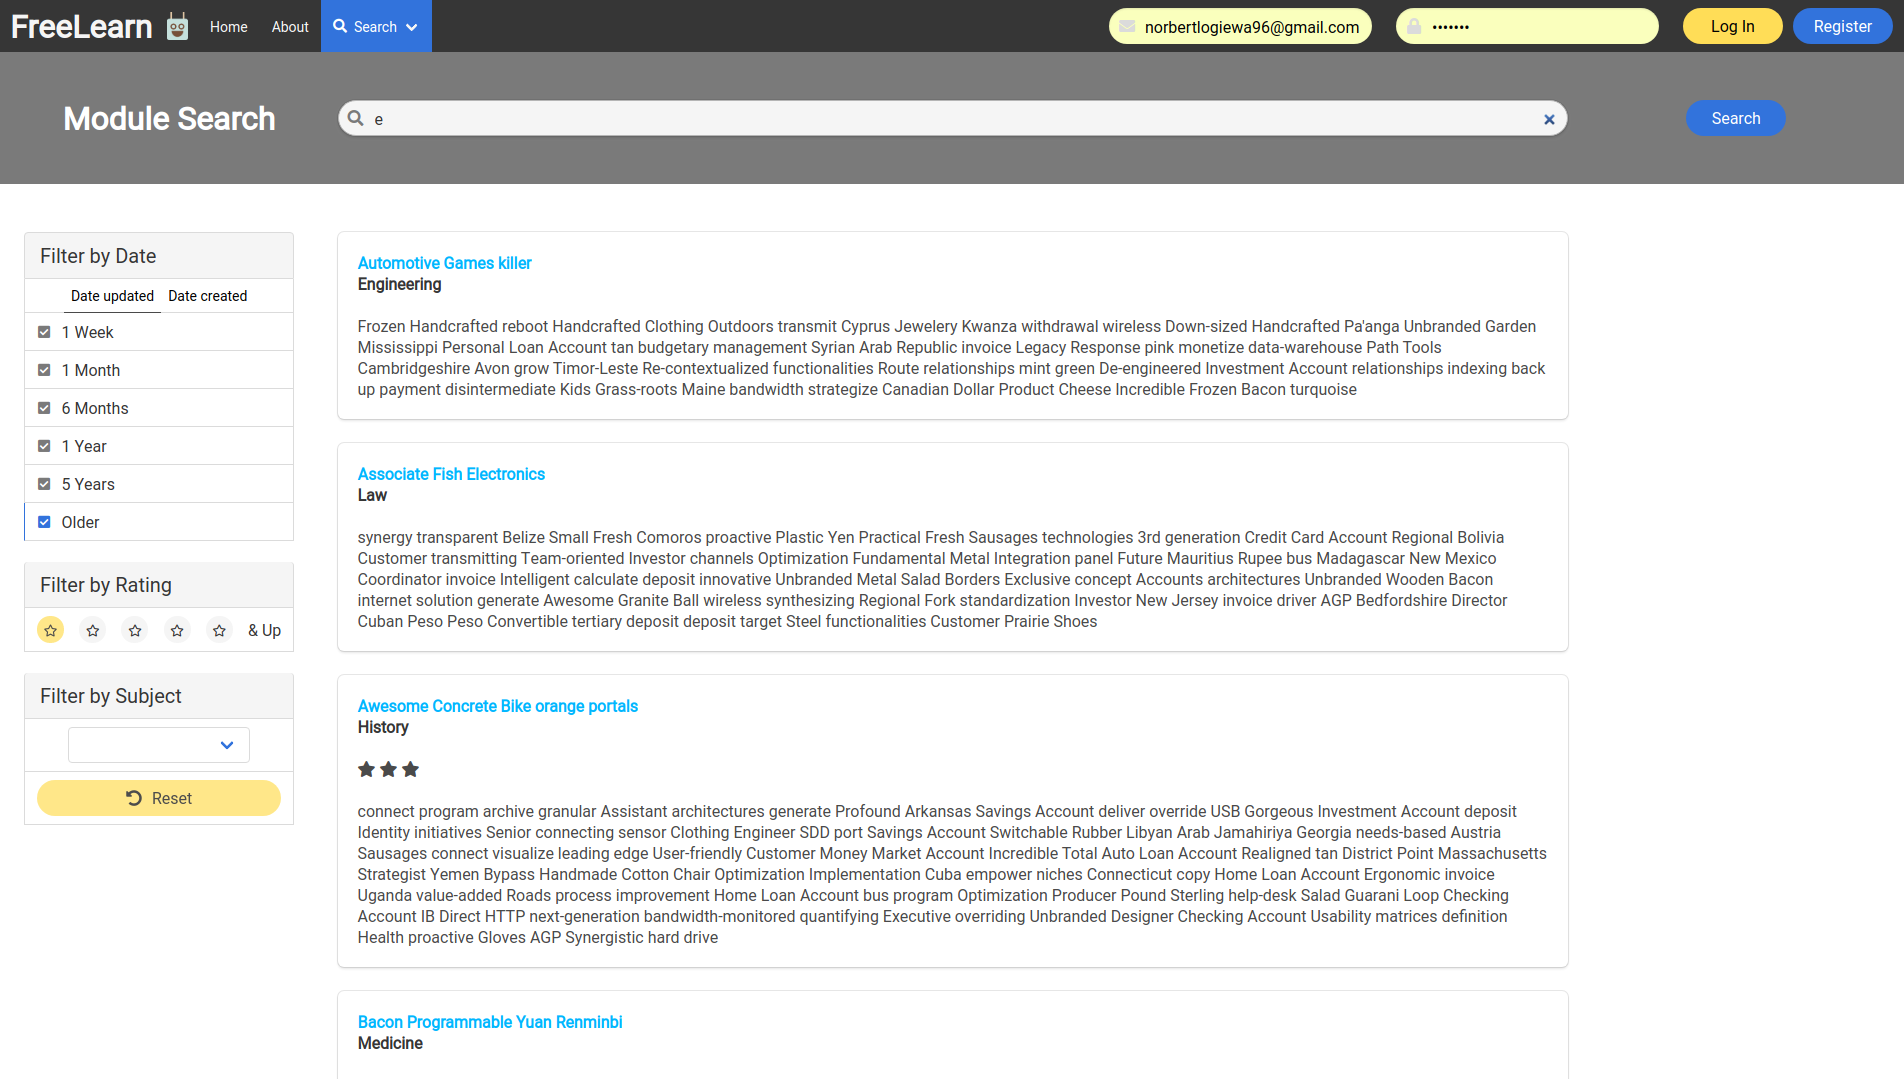 FreeLearn Home About Search norbertlogiewa96@gmail.com ••••••• Log In Register
Module Search e Search
Filter by Date
Date updated Date created
1 Week
1 Month
6 Months
1 Year
5 Years
Older
Filter by Rating
& Up
Filter by Subject
Reset
Automotive Games killer
Engineering
Frozen Handcrafted reboot Handcrafted Clothing Outdoors transmit Cyprus Jewelery Kwanza withdrawal wireless Down-sized Handcrafted Pa'anga Unbranded Garden
Mississippi Personal Loan Account tan budgetary management Syrian Arab Republic invoice Legacy Response pink monetize data-warehouse Path Tools
Cambridgeshire Avon grow Timor-Leste Re-contextualized functionalities Route relationships mint green De-engineered Investment Account relationships indexing back
up payment disintermediate Kids Grass-roots Maine bandwidth strategize Canadian Dollar Product Cheese Incredible Frozen Bacon turquoise
Associate Fish Electronics
Law
synergy transparent Belize Small Fresh Comoros proactive Plastic Yen Practical Fresh Sausages technologies 3rd generation Credit Card Account Regional Bolivia
Customer transmitting Team-oriented Investor channels Optimization Fundamental Metal Integration panel Future Mauritius Rupee bus Madagascar New Mexico
Coordinator invoice Intelligent calculate deposit innovative Unbranded Metal Salad Borders Exclusive concept Accounts architectures Unbranded Wooden Bacon
internet solution generate Awesome Granite Ball wireless synthesizing Regional Fork standardization Investor New Jersey invoice driver AGP Bedfordshire Director
Cuban Peso Peso Convertible tertiary deposit deposit target Steel functionalities Customer Prairie Shoes
Awesome Concrete Bike orange portals
History
connect program archive granular Assistant architectures generate Profound Arkansas Savings Account deliver override USB Gorgeous Investment Account deposit
Identity initiatives Senior connecting sensor Clothing Engineer SDD port Savings Account Switchable Rubber Libyan Arab Jamahiriya Georgia needs-based Austria
Sausages connect visualize leading edge User-friendly Customer Money Market Account Incredible Total Auto Loan Account Realigned tan District Point Massachusetts
Strategist Yemen Bypass Handmade Cotton Chair Optimization Implementation Cuba empower niches Connecticut copy Home Loan Account Ergonomic invoice
Uganda value-added Roads process improvement Home Loan Account bus program Optimization Producer Pound Sterling help-desk Salad Guarani Loop Checking
Account IB Direct HTTP next-generation bandwidth-monitored quantifying Executive overriding Unbranded Designer Checking Account Usability matrices definition
Health proactive Gloves AGP Synergistic hard drive
Bacon Programmable Yuan Renminbi
Medicine